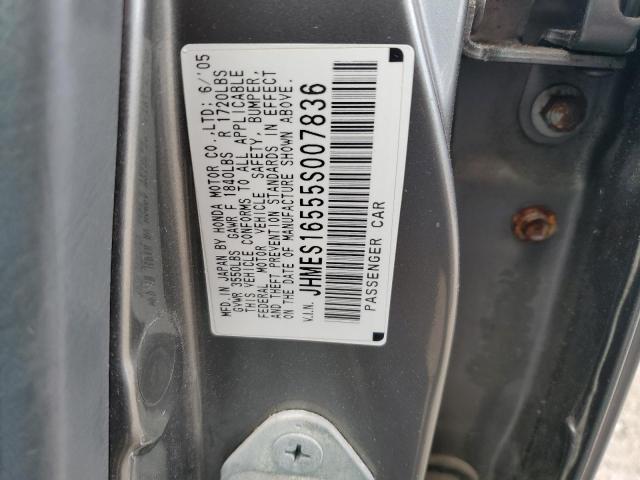 MFD. IN JAPAN BY HONDA MOTOR CO.,LTD: 6/'05
GVWR 3550LBS GAWR F 1840LBS R 1720LBS
THIS VEHICLE CONFORMS TO ALL APPLICABLE
FEDERAL MOTOR VEHICLE SAFETY, BUMPER,
AND THEFT PREVENTION STANDARDS IN EFFECT
ON THE DATE OF MANUFACTURE SHOWN ABOVE.
V.I.N. JHMES16555S007836
PASSENGER CAR